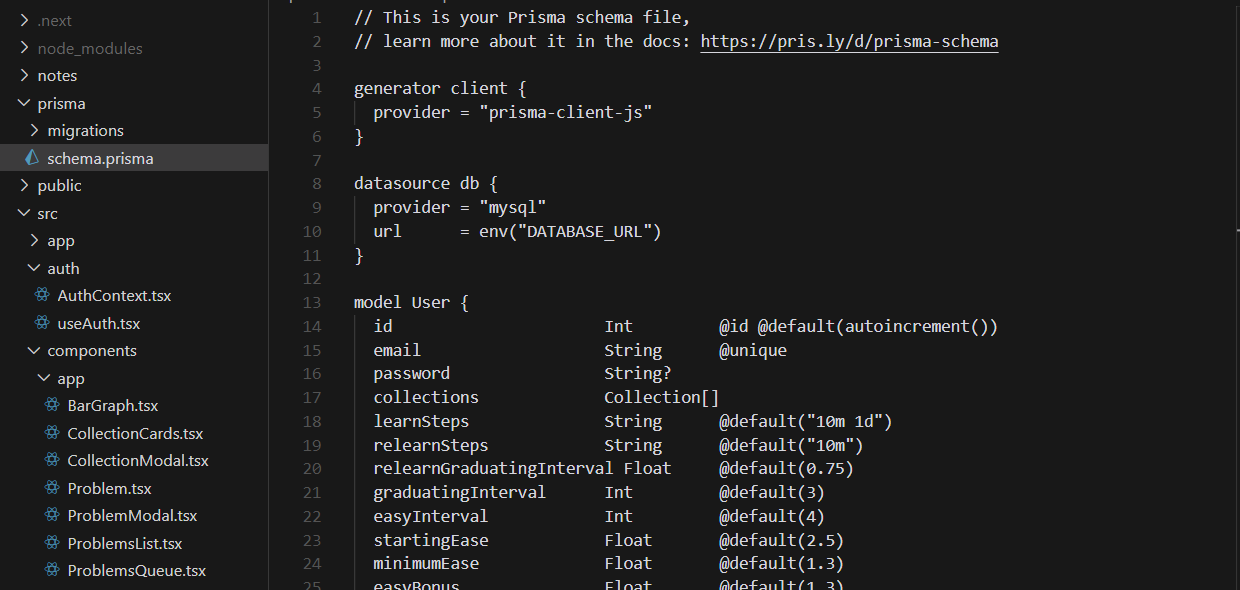 .next
node_modules
notes
prisma
migrations
schema.prisma
public
src
app
auth
AuthContext.tsx
useAuth.tsx
components
app
BarGraph.tsx
CollectionCards.tsx
CollectionModal.tsx
Problem.tsx
ProblemModal.tsx
ProblemsList.tsx
ProblemsQueue.tsx
1 // This is your Prisma schema file,
2 // learn more about it in the docs: https://pris.ly/d/prisma-schema
3
4 generator client {
5   provider = "prisma-client-js"
6 }
7
8 datasource db {
9   provider = "mysql"
10   url      = env("DATABASE_URL")
11 }
12
13 model User {
14   id                      Int         @id @default(autoincrement())
15   email                   String      @unique
16   password                String?
17   collections             Collection[]
18   learnSteps              String      @default("10m 1d")
19   relearnSteps            String      @default("10m")
20   relearnGraduatingInterval Float     @default(0.75)
21   graduatingInterval      Int         @default(3)
22   easyInterval            Int         @default(4)
23   startingEase            Float       @default(2.5)
24   minimumEase             Float       @default(1.3)
25   easyBonus               Float       @default(1.3)